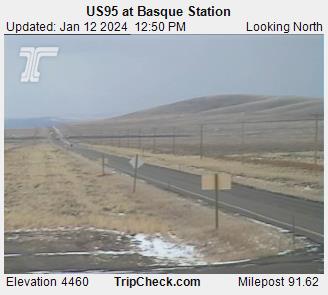 US95 at Basque Station
Updated: Jan 12 2024 12:50 PM Looking North
Elevation 4460 TripCheck.com Milepost 91.62